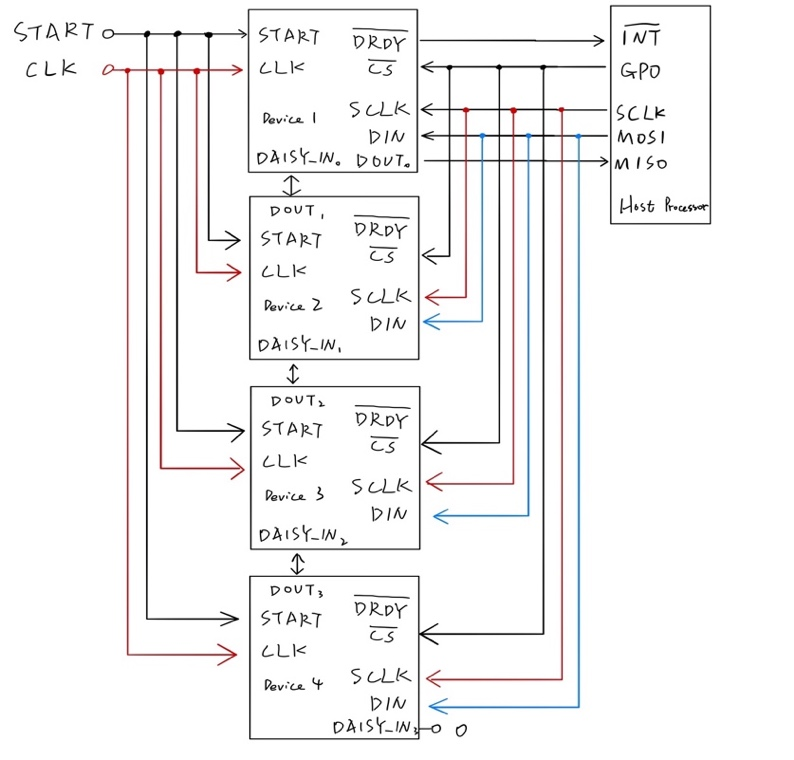 START
CLK
START
DRDY
CLK
CS
SCLK
Device 1
DIN
DAISY_IN₀
DOUT₀
INT
GPO
SCLK
MOSI
MISO
Host Processor
DOUT₁
START
DRDY
CS
CLK
SCLK
Device 2
DIN
DAISY_IN₁
DOUT₂
START
DRDY
CS
CLK
SCLK
Device 3
DIN
DAISY_IN₂
DOUT₃
START
DRDY
CS
CLK
SCLK
Device 4
DIN
DAISY_IN₃
0